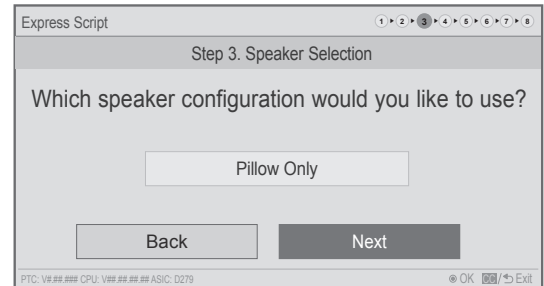 Express Script
1 2 3 4 5 6 7 8
Step 3. Speaker Selection
Which speaker configuration would you like to use?
Pillow Only
Back Next
PTC: V#.##.### CPU: V##.##.##.## ASIC: D279 OK CC / Exit